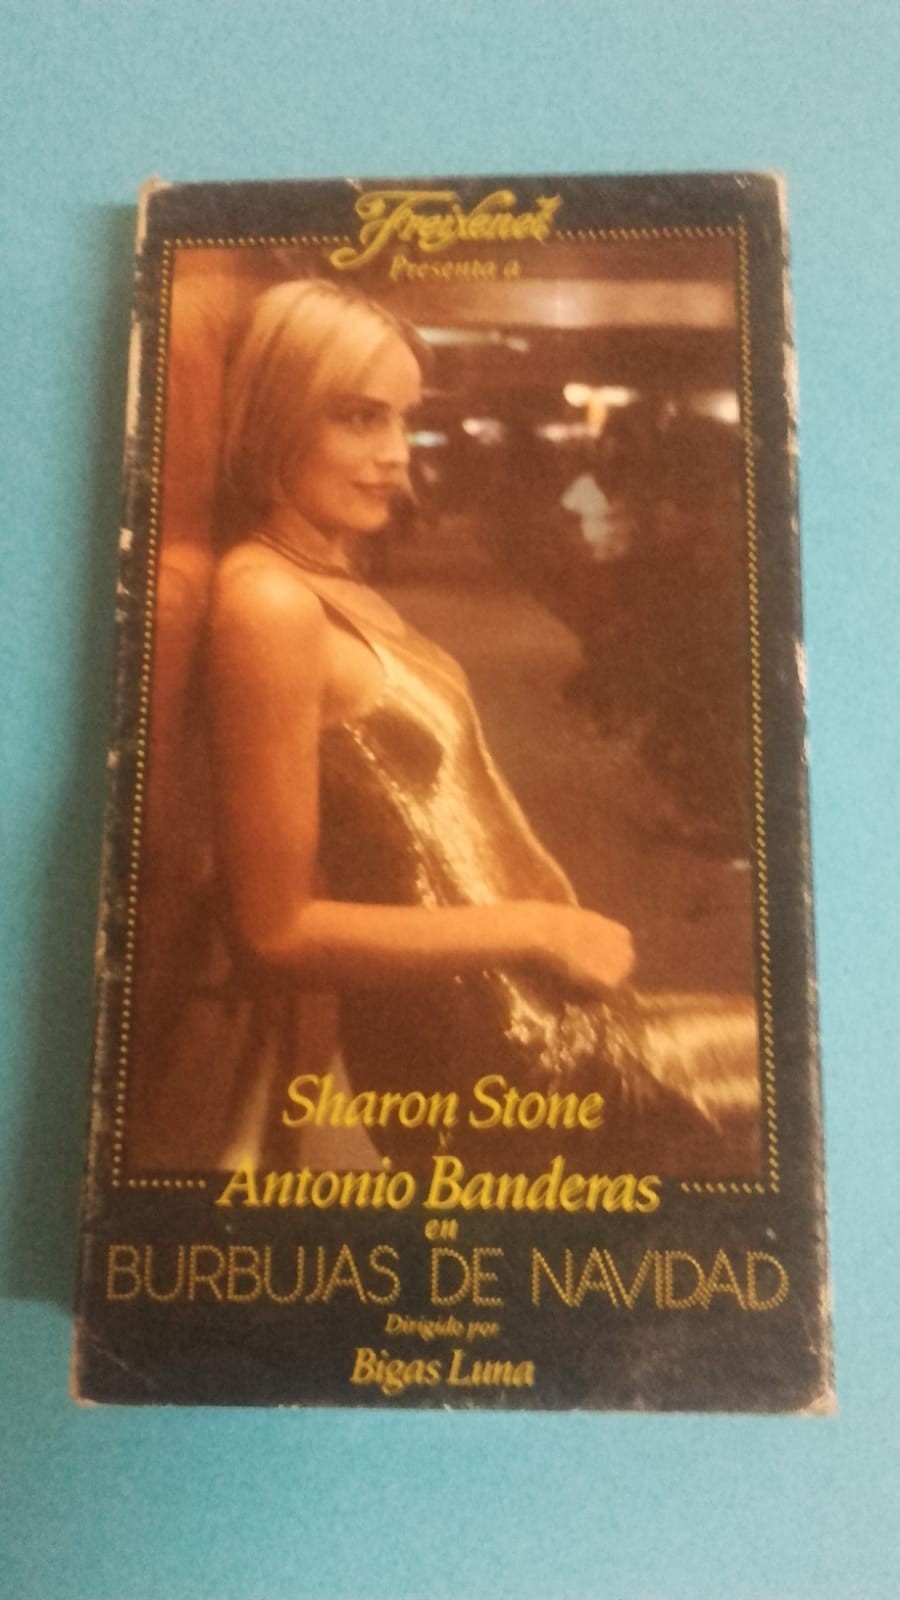 Freixenet
Presenta a
Sharon Stone
y
Antonio Banderas
en
BURBUJAS DE NAVIDAD
Dirigido por
Bigas Luna